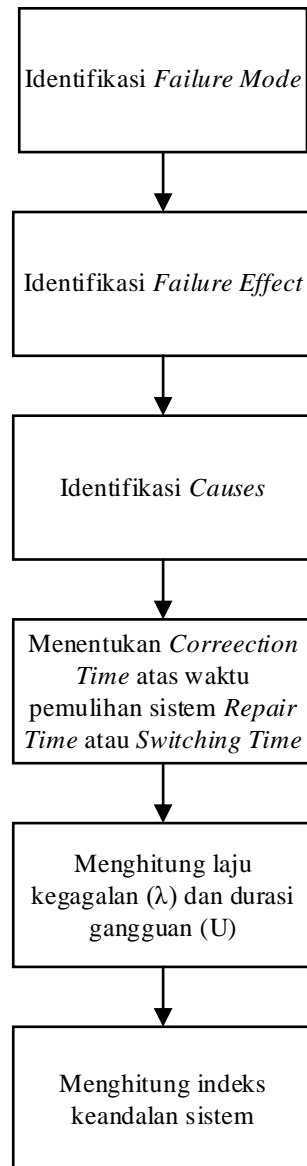 Identifikasi Failure Mode
Identifikasi Failure Effect
Identifikasi Causes
Menentukan Correection
Time atas waktu
pemulihan sistem Repair
Time atau Switching Time
Menghitung laju
kegagalan (λ) dan durasi
gangguan (U)
Menghitung indeks
keandalan sistem